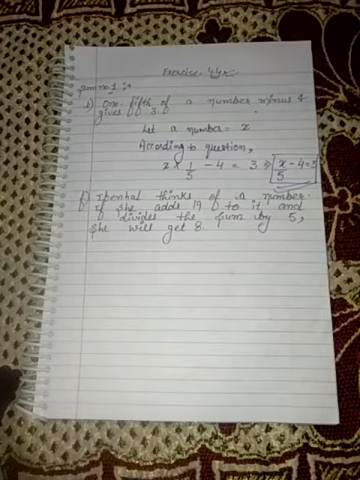 Exercise:- 4.4
e) One-fifth of a number minus 4
gives 3.
Let a number = x
According to question,
x × 1/5 - 4 = 3 ⇒ x/5 - 4 = 3
f) thinks of a number.
if she adds 19 to it and
divides the sum by 5,
she will get 8.